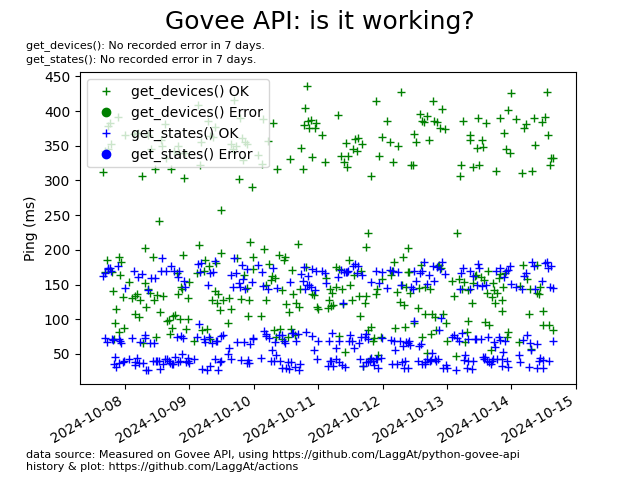 Govee API: is it working?
get_devices(): No recorded error in 7 days.
get_states(): No recorded error in 7 days.
get_devices() OK
get_devices() Error
get_states() OK
get_states() Error
Ping (ms)
450
400
350
300
250
200
150
100
50
2024-10-08
2024-10-09
2024-10-10
2024-10-11
2024-10-12
2024-10-13
2024-10-14
2024-10-15
data source: Measured on Govee API, using https://github.com/LaggAt/python-govee-api
history & plot: https://github.com/LaggAt/actions